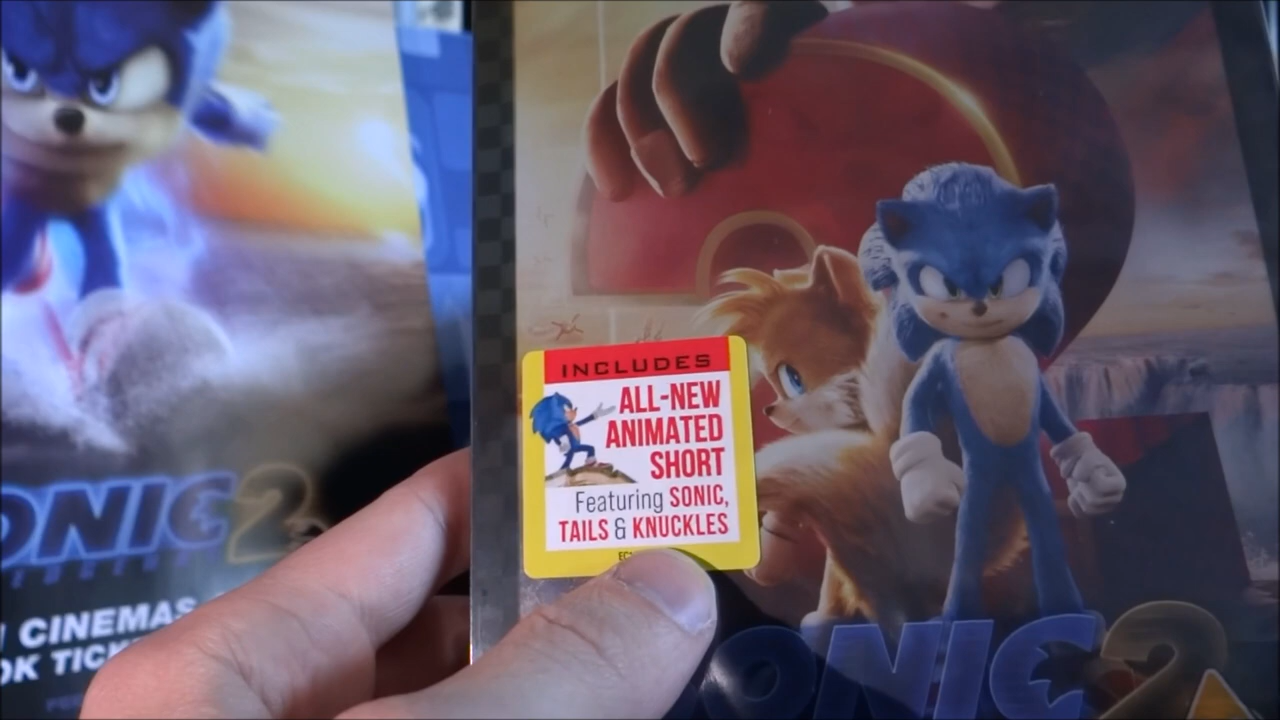 INCLUDES
ALL-NEW
ANIMATED
SHORT
Featuring SONIC,
TAILS & KNUCKLES
ONIC 2
CINEMAS
OK TICK
ONIC 2